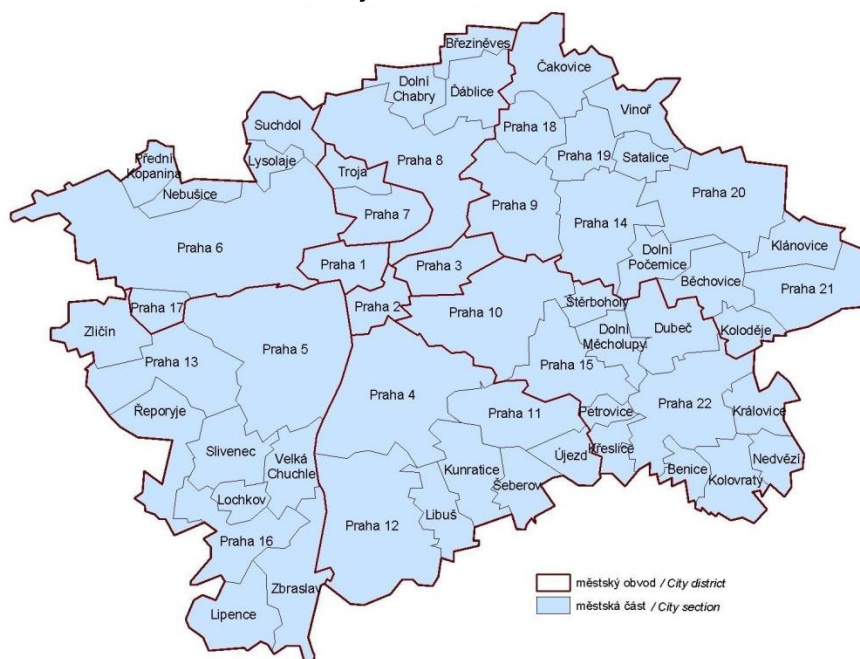 Březiněves
Čakovice
Dolní
Chabry
Ďáblice
Vinoř
Suchdol
Praha 18
Přední
Kopanina
Lysolaje
Praha 8
Praha 19
Satalice
Troja
Nebušice
Praha 20
Praha 7
Praha 9
Praha 14
Praha 6
Klánovice
Dolní
Počernice
Praha 1
Praha 3
Běchovice
Praha 21
Praha 17
Praha 2
Štěrboholy
Praha 10
Zličín
Dolní
Měcholupy
Dubeč
Koloděje
Praha 5
Praha 13
Praha 15
Praha 4
Praha 22
Řeporyje
Praha 11
Petrovice
Královice
Slivenec
Křeslice
Velká
Chuchle
Kunratice
Újezd
Benice
Nedvězí
Kolovraty
Šeberov
Lochkov
Libuš
Praha 12
Praha 16
Zbraslav
Lipence
městský obvod / City district
městská část / City section